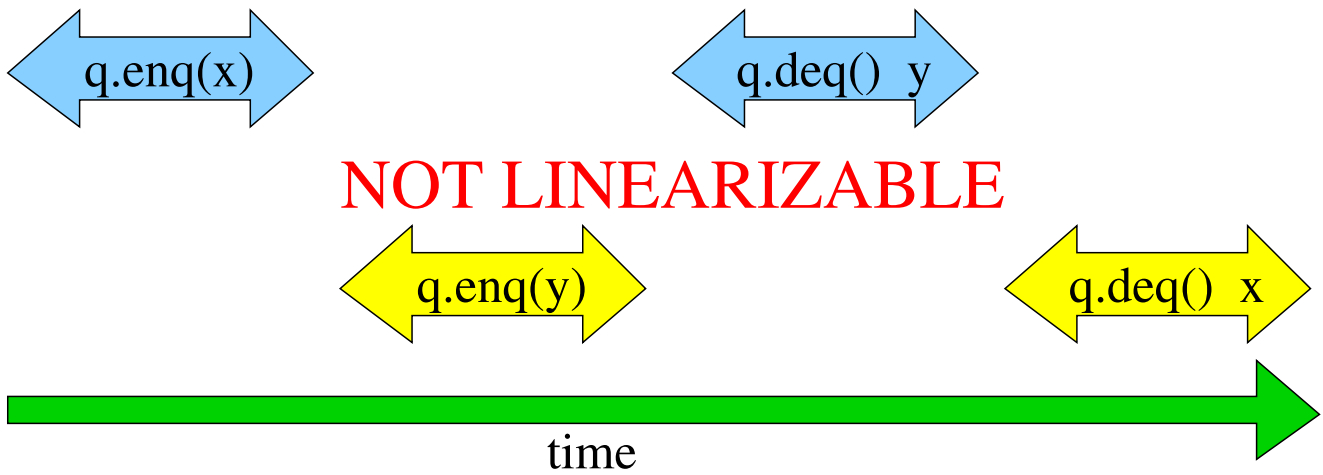 q.enq(x)
q.deq() y
NOT LINEARIZABLE
q.enq(y)
q.deq() x
time